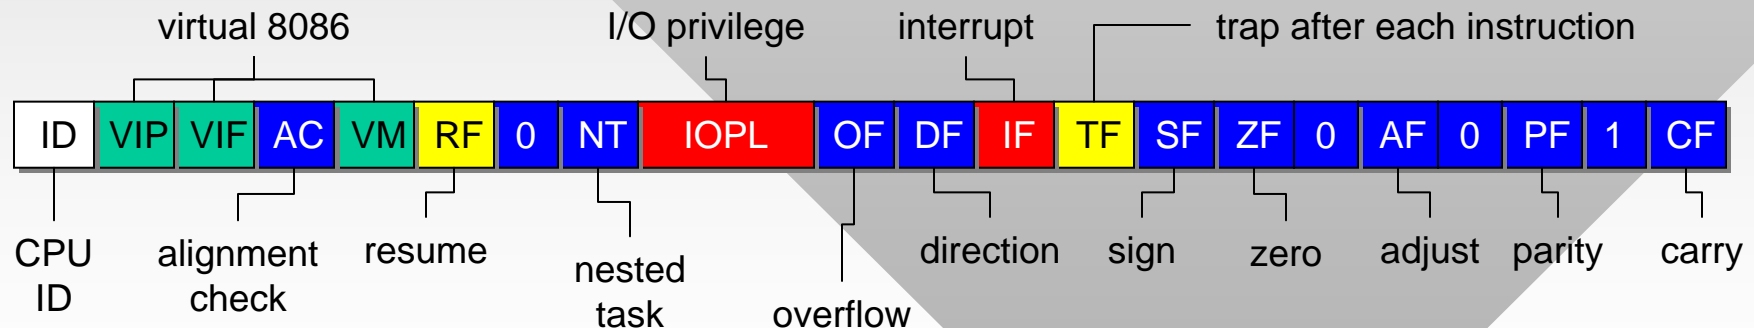 virtual 8086 I/O privilege interrupt trap after each instruction
ID VIP VIF AC VM RF 0 NT IOPL OF DF IF TF SF ZF 0 AF 0 PF 1 CF
CPU
ID
alignment
check
resume
nested
task
overflow
direction
sign
zero
adjust
parity
carry